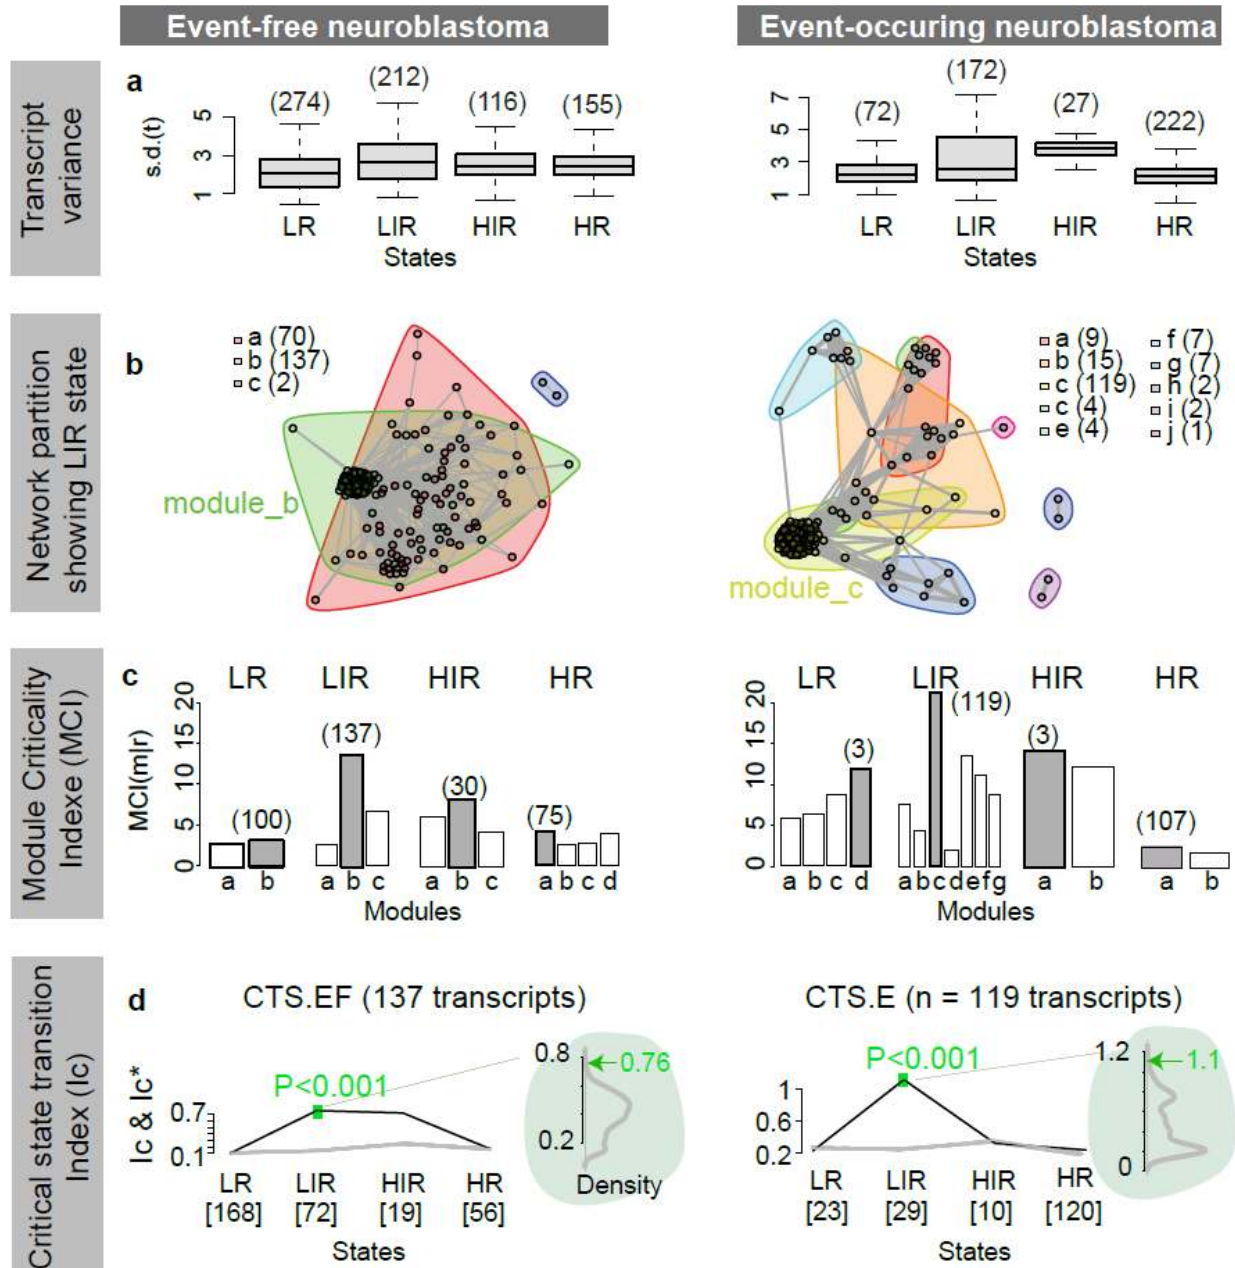 Event-free neuroblastoma
Event-occuring neuroblastoma
Transcript
variance
a
s.d.(t)
5
3
1
(274)
(212)
(116)
(155)
LR
LIR
HIR
HR
States
7
5
3
1
(72)
(172)
(27)
(222)
LR
LIR
HIR
HR
States
Network partition
showing LIR state
b
a (70)
b (137)
c (2)
module_b
a (9)
b (15)
c (119)
c (4)
e (4)
f (7)
g (7)
h (2)
j (2)
j (1)
module_c
Module Criticality
Indexe (MCI)
c
LR
LIR
HIR
HR
MCI(m|r)
20
15
10
5
0
(100)
(137)
(30)
(75)
a b
a b c
a b c
a b c d
Modules
LR
LIR
HIR
HR
20
15
10
5
0
(3)
(119)
(3)
(107)
a b c d
a b c d e f g
a b
a b
Modules
Critical state transition
Index (Ic)
d
CTS.EF (137 transcripts)
Ic & Ic*
0.7
0.1
P<0.001
0.8
0.76
0.2
Density
LR
LIR
HIR
HR
[168]
[72]
[19]
[56]
States
CTS.E (n = 119 transcripts)
1
0.6
0.2
P<0.001
1.2
1.1
0
LR
LIR
HIR
HR
[23]
[29]
[10]
[120]
States